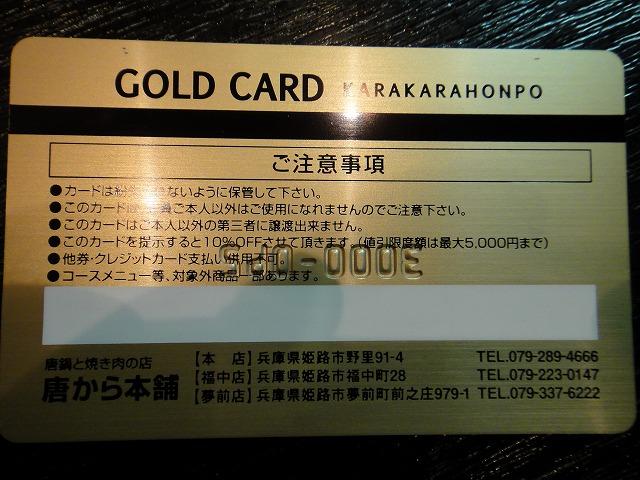 GOLD CARD KARAKARAHONPO
ご注意事項
●カードは紛 ないように保管して下さい。
●このカードは 員ご本人以外はご使用になれませんのでご注意下さい。
●このカードはご本人以外の第三者に譲渡出来ません。
●このカードを提示すると10%OFFさせて頂きます。(値引限度額は最大5,000円まで)
●他券・クレジットカード支払い併用不可。
●コースメニュー等、対象外商品一部あります。
唐鍋と焼き肉の店
唐から本舗
【本 店】兵庫県姫路市野里91-4 TEL.079-289-4666
【福中店】兵庫県姫路市福中町28 TEL.079-223-0147
【夢前店】兵庫県姫路市夢前町前之庄979-1 TEL.079-337-6222